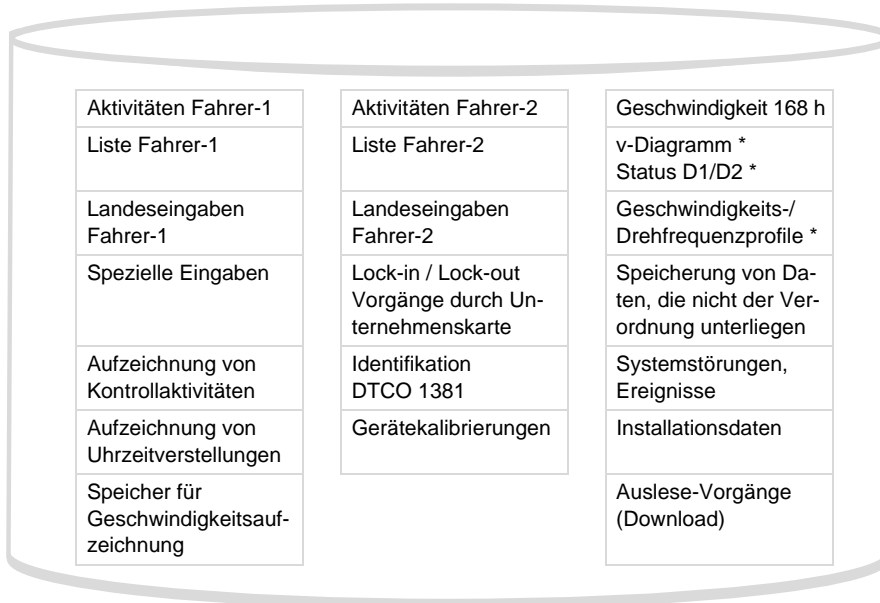 Aktivitäten Fahrer-1
Liste Fahrer-1
Landeseingaben
Fahrer-1
Spezielle Eingaben
Aufzeichnung von
Kontrollaktivitäten
Aufzeichnung von
Uhrzeitverstellungen
Speicher für
Geschwindigkeitsauf-
zeichnung
Aktivitäten Fahrer-2
Liste Fahrer-2
Landeseingaben
Fahrer-2
Lock-in / Lock-out
Vorgänge durch Un-
ternehmenskarte
Identifikation
DTCO 1381
Gerätekalibrierungen
Geschwindigkeit 168 h
v-Diagramm *
Status D1/D2 *
Geschwindigkeits-/
Drehfrequenzprofile *
Speicherung von Da-
ten, die nicht der Ver-
ordnung unterliegen
Systemstörungen,
Ereignisse
Installationsdaten
Auslese-Vorgänge
(Download)